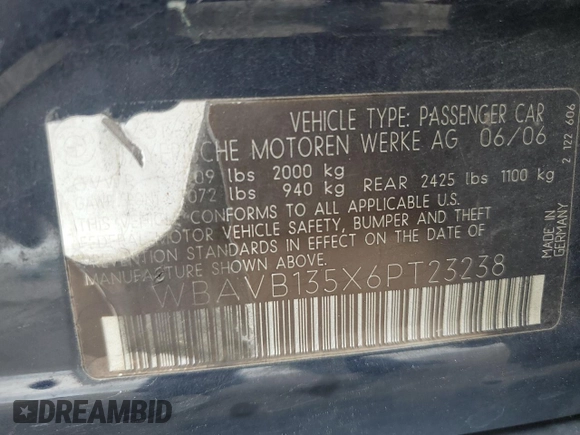 VEHICLE TYPE: PASSENGER CAR
CHE MOTOREN WERKE AG 06/06
09 lbs 2000 kg
072 lbs 940 kg REAR 2425 lbs 1100 kg
THIS CONFORMS TO ALL APPLICABLE U.S.
MOTOR VEHICLE SAFETY, BUMPER AND THEFT
PREVENTION STANDARDS IN EFFECT ON THE DATE OF
MANUFACTURE SHOWN ABOVE.
WBAVB135X6PT23238
MADE IN
GERMANY
2 122 606
DREAMBID